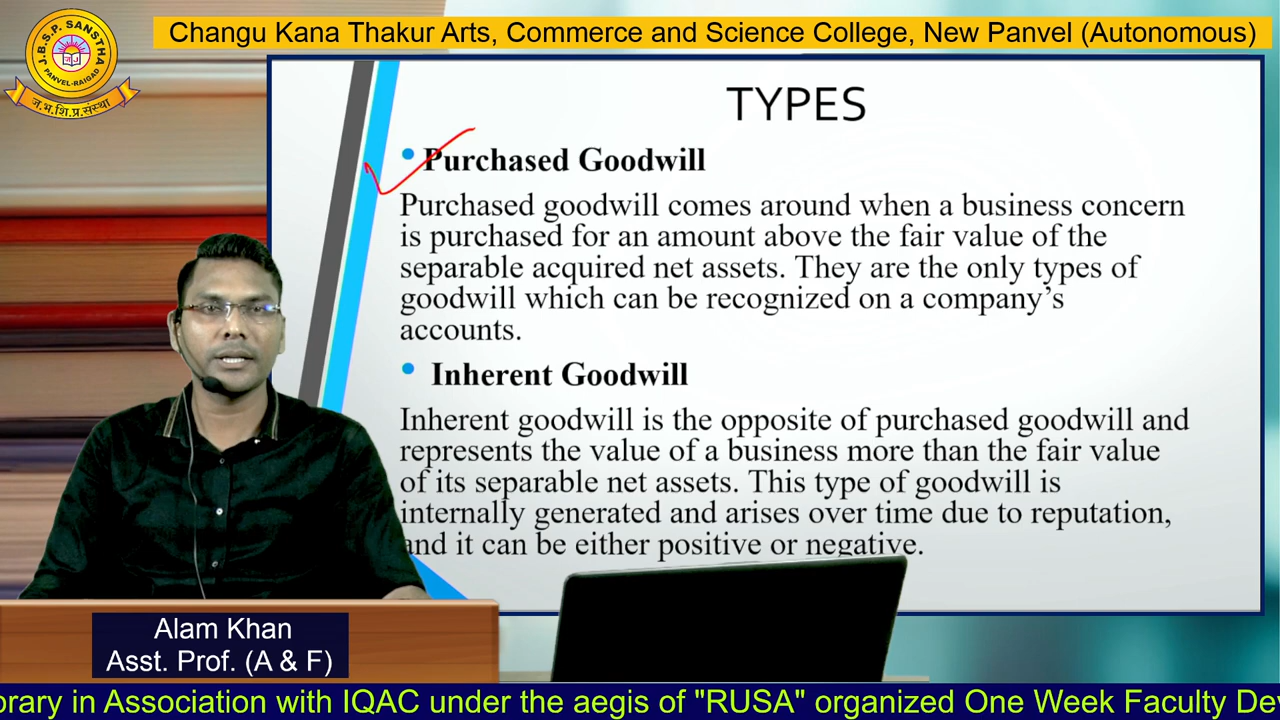 Changu Kana Thakur Arts, Commerce and Science College, New Panvel (Autonomous)
J.B.S.P. SANSTHA
PANVEL-RAIGAD
ज.भ.शि.प्र.संस्था
TYPES
Purchased Goodwill
Purchased goodwill comes around when a business concern
is purchased for an amount above the fair value of the
separable acquired net assets. They are the only types of
goodwill which can be recognized on a company’s
accounts.
Inherent Goodwill
Inherent goodwill is the opposite of purchased goodwill and
represents the value of a business more than the fair value
of its separable net assets. This type of goodwill is
internally generated and arises over time due to reputation,
and it can be either positive or negative.
Alam Khan
Asst. Prof. (A & F)
in Association with IQAC under the aegis of "RUSA" organized One Week Faculty